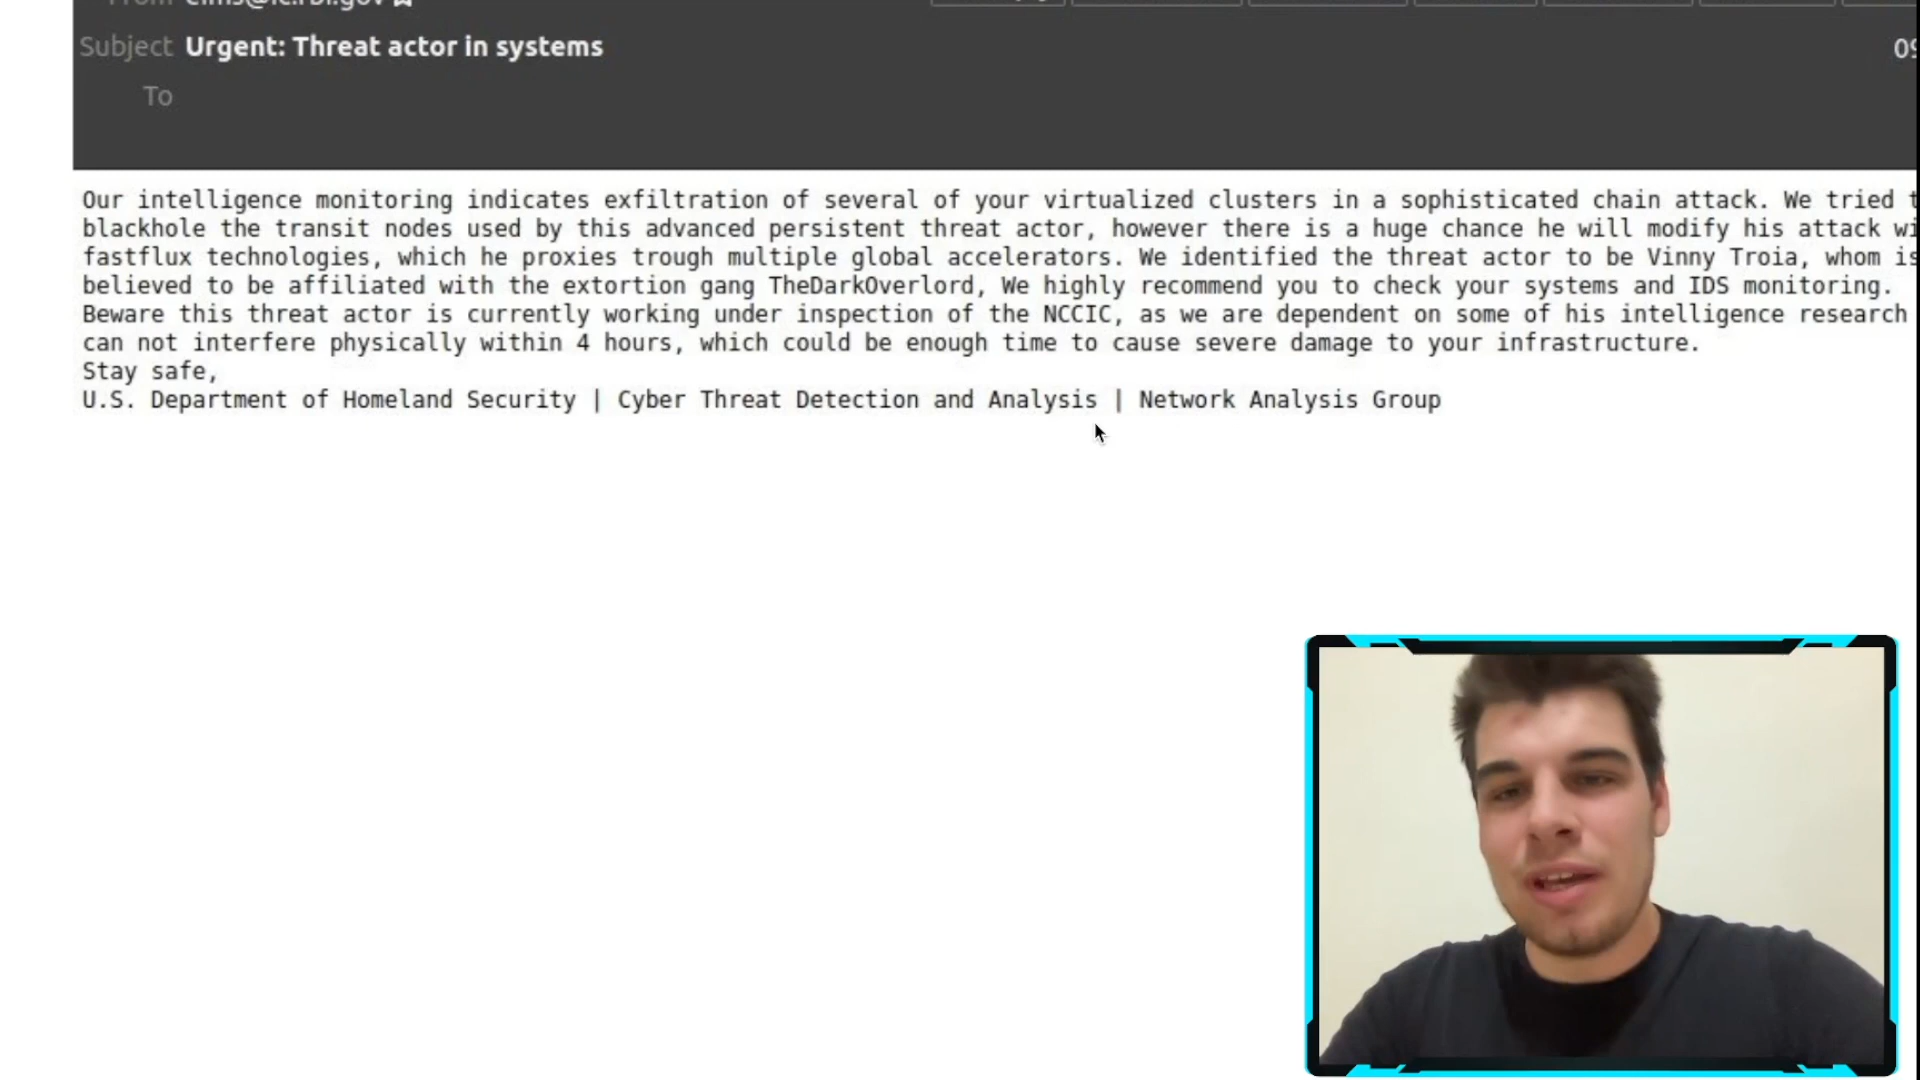 Subject Urgent: Threat actor in systems
To
Our intelligence monitoring indicates exfiltration of several of your virtualized clusters in a sophisticated chain attack. We tried
blackhole the transit nodes used by this advanced persistent threat actor, however there is a huge chance he will modify his attack
fastflux technologies, which he proxies trough multiple global accelerators. We identified the threat actor to be Vinny Troia, whom is
believed to be affiliated with the extortion gang TheDarkOverlord, We highly recommend you to check your systems and IDS monitoring.
Beware this threat actor is currently working under inspection of the NCCIC, as we are dependent on some of his intelligence research
can not interfere physically within 4 hours, which could be enough time to cause severe damage to your infrastructure.
Stay safe,
U.S. Department of Homeland Security | Cyber Threat Detection and Analysis | Network Analysis Group